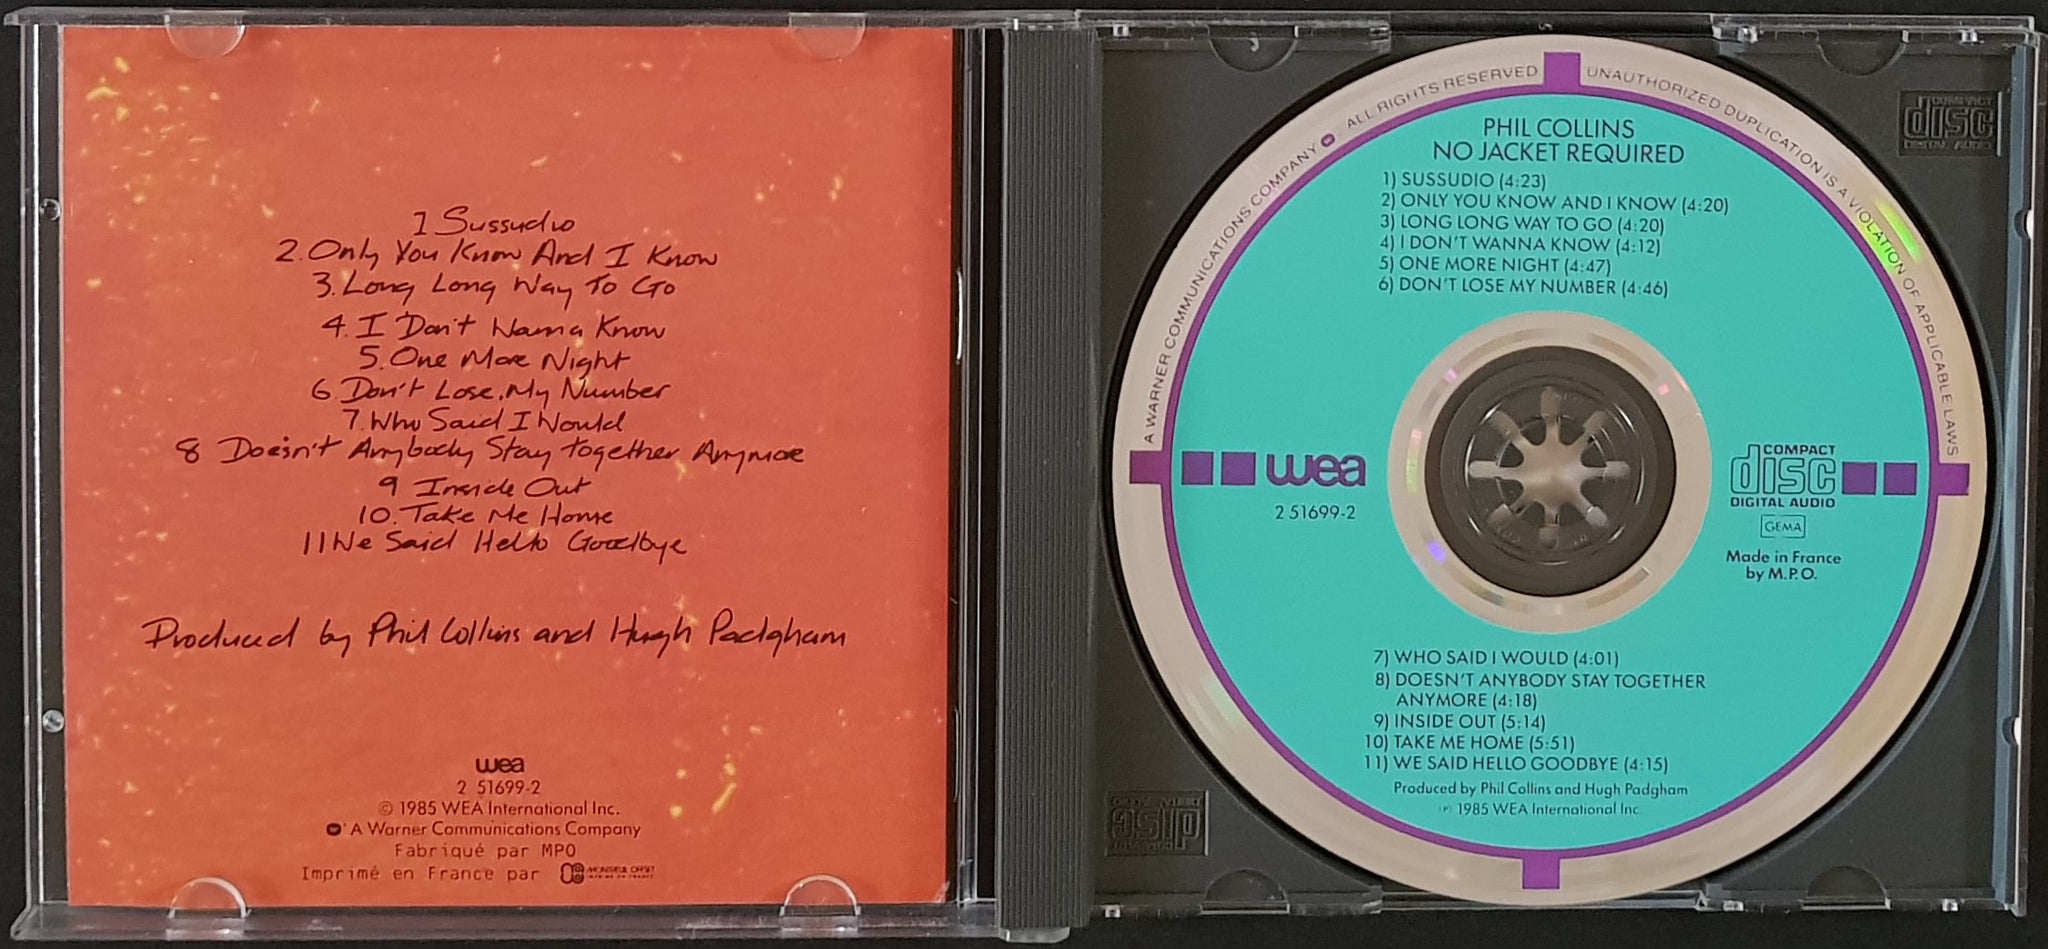 1 Sussudio
2. Only You Know And I Know
3. Long Long Way To Go
4. I Don't Wanna Know
5. One More Night
6. Don't Lose My Number
7. Who Said I Would
8 Doesn't Anybody Stay Together Anymore
9 Inside Out
10. Take Me Home
11 We Said Hello Goodbye
Produced by Phil Collins and Hugh Padgham
wea
2 51699-2
© 1985 WEA International Inc.
A Warner Communications Company
Fabriqué par MPO
Imprimé en France par MONTREUIL OFFSET
A WARNER COMMUNICATIONS COMPANY ALL RIGHTS RESERVED UNAUTHORIZED DUPLICATION IS A VIOLATION OF APPLICABLE LAWS
PHIL COLLINS
NO JACKET REQUIRED
1) SUSSUDIO (4:23)
2) ONLY YOU KNOW AND I KNOW (4:20)
3) LONG LONG WAY TO GO (4:20)
4) I DON'T WANNA KNOW (4:12)
5) ONE MORE NIGHT (4:47)
6) DON'T LOSE MY NUMBER (4:46)
wea
2 51699-2
COMPACT
disc
DIGITAL AUDIO
GEMA
Made in France
by M.P.O.
7) WHO SAID I WOULD (4:01)
8) DOESN'T ANYBODY STAY TOGETHER
ANYMORE (4:18)
9) INSIDE OUT (5:14)
10) TAKE ME HOME (5:51)
11) WE SAID HELLO GOODBYE (4:15)
Produced by Phil Collins and Hugh Padgham
℗ 1985 WEA International Inc.
COMPACT
disc
DIGITAL AUDIO
COMPACT
disc
DIGITAL AUDIO